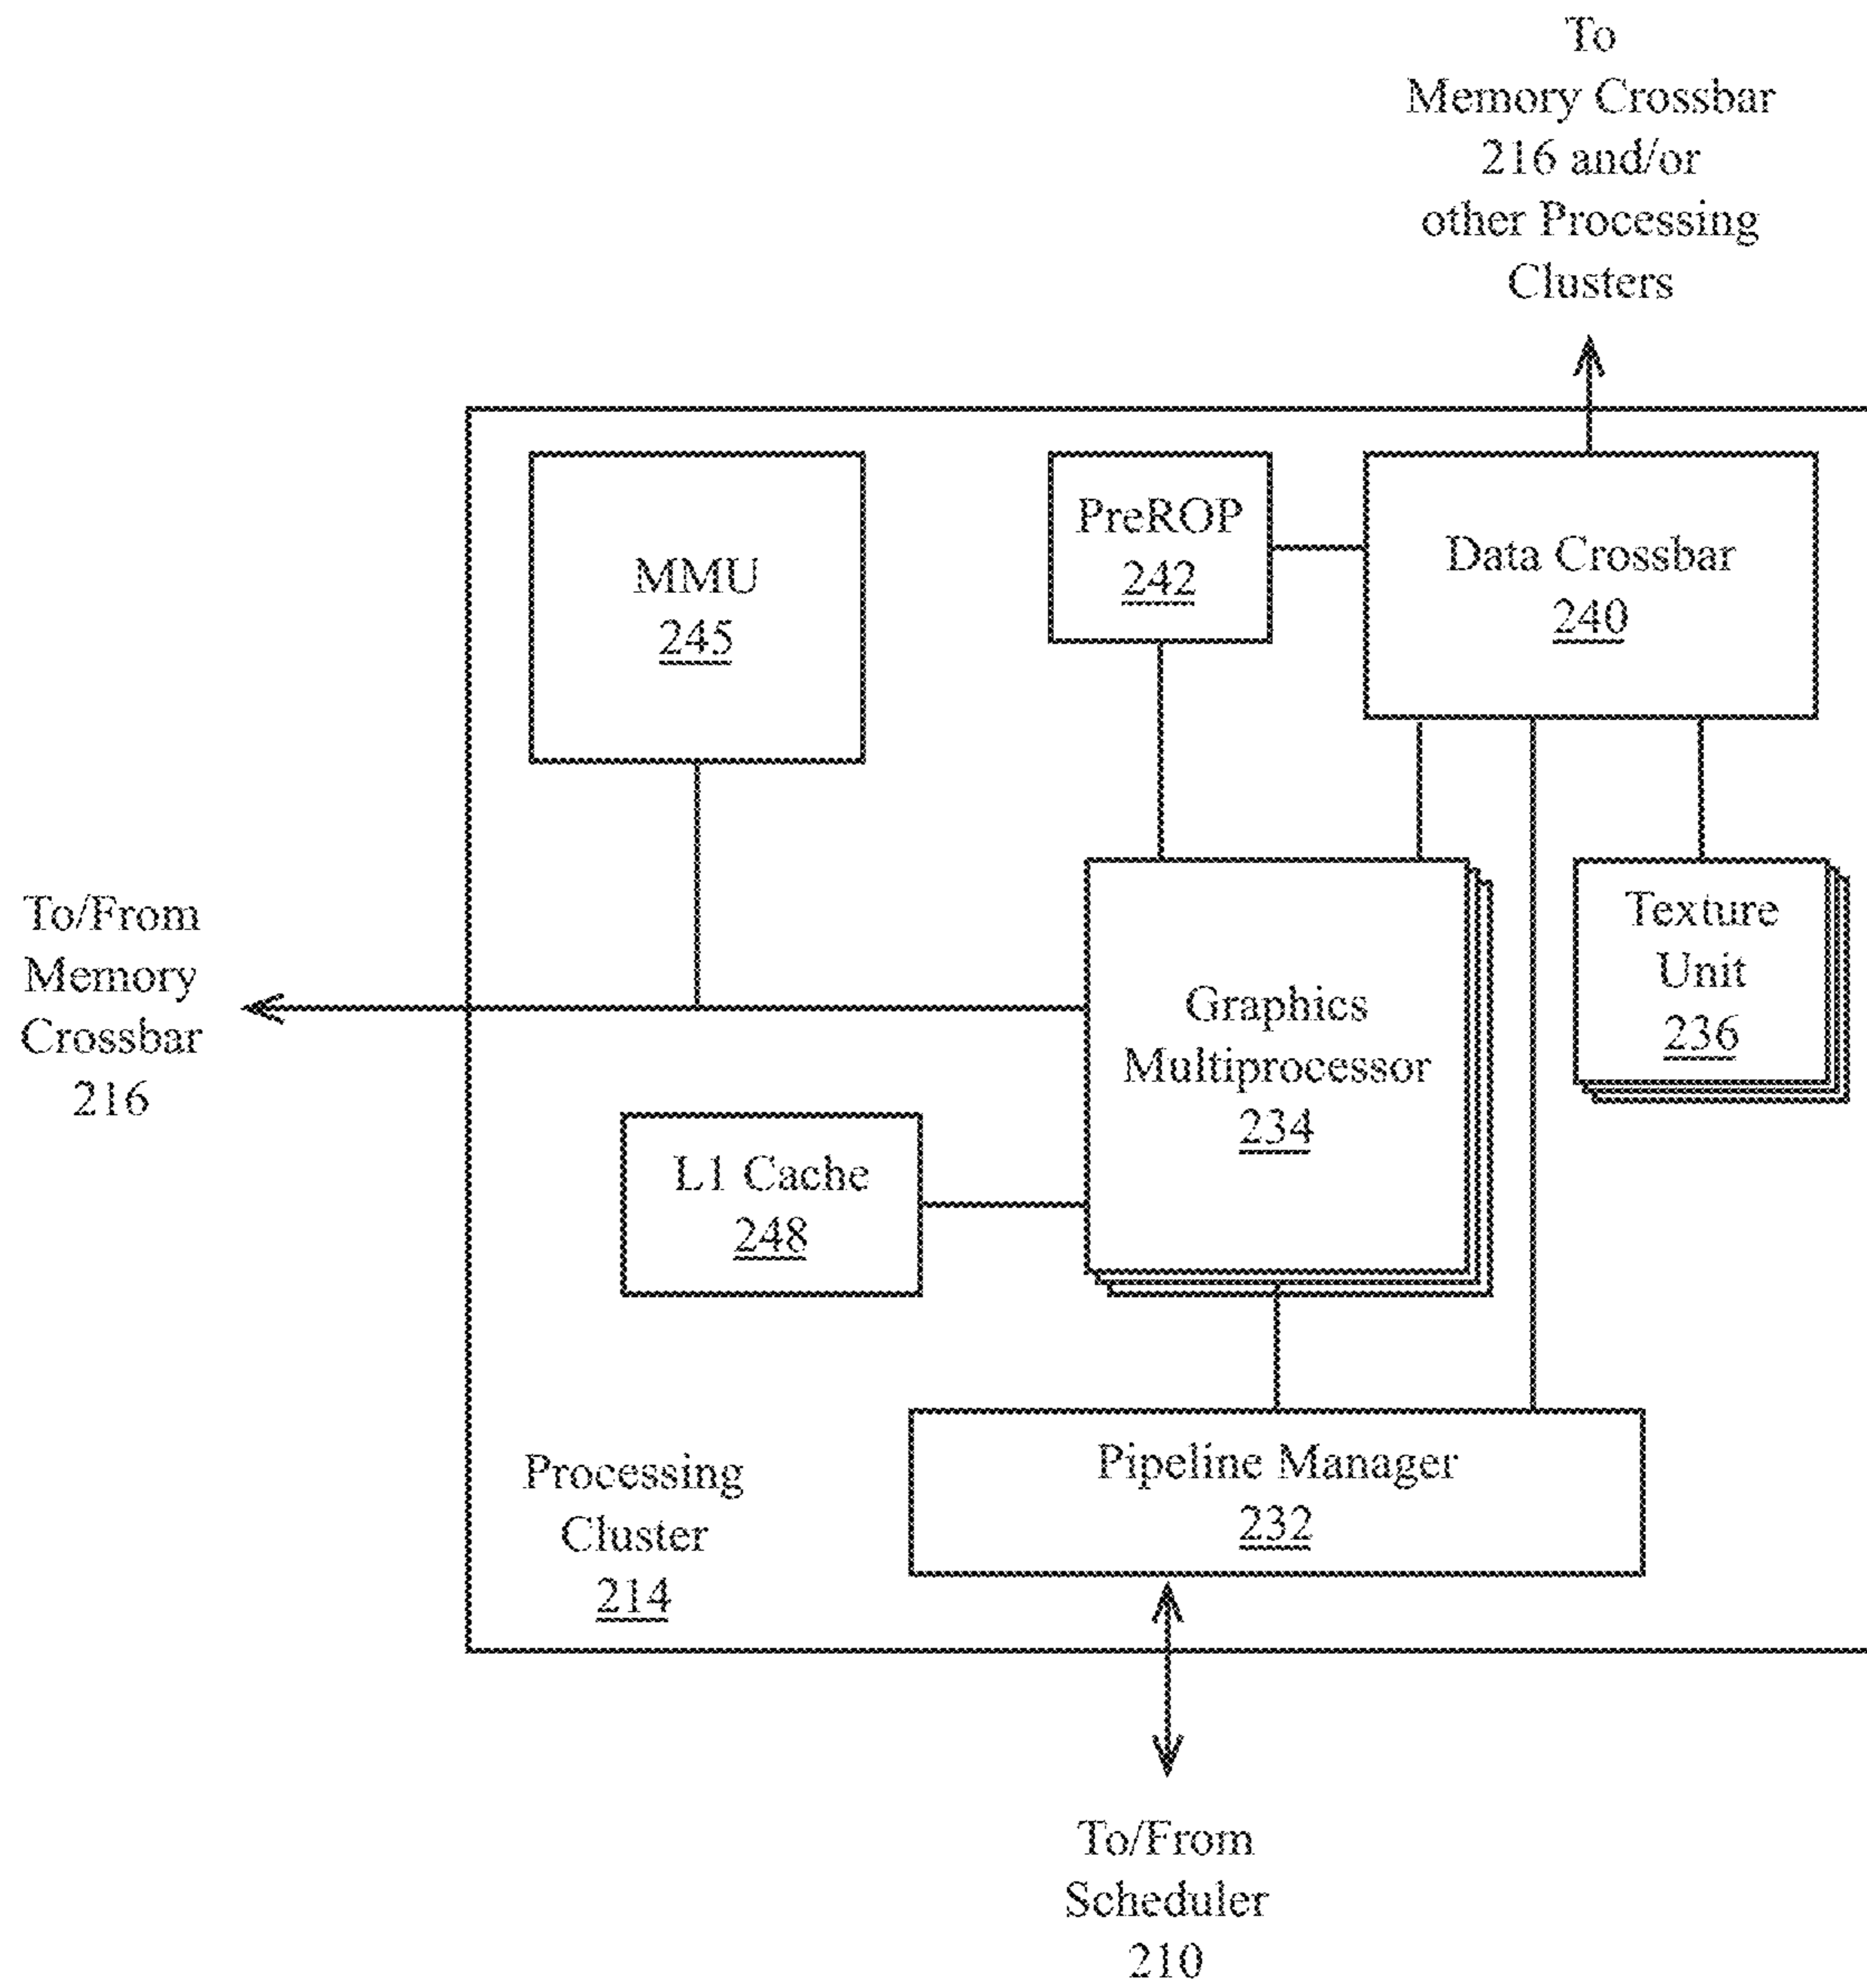 To
Memory Crossbar
216 and/or
other Processing
Clusters
MMU
245
PreROP
242
Data Crossbar
240
To/From
Memory
Crossbar
216
Graphics
Multiprocessor
234
Texture
Unit
236
L1 Cache
248
Processing
Cluster
214
Pipeline Manager
232
To/From
Scheduler
210